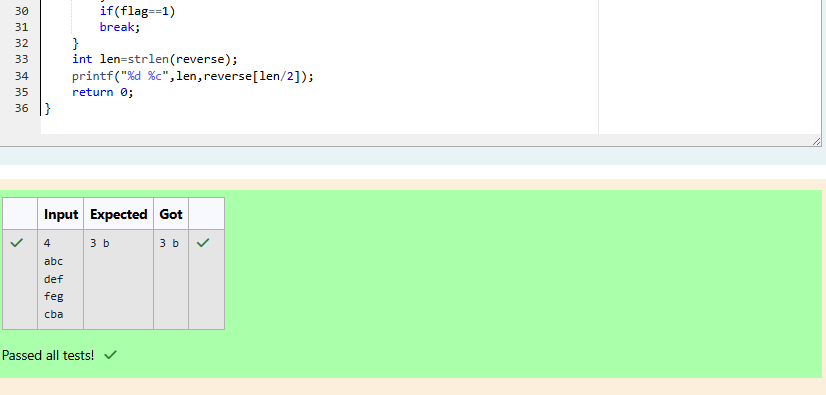 30 if(flag==1)
31 break;
32 }
33 int len=strlen(reverse);
34 printf("%d %c",len,reverse[len/2]);
35 return 0;
36 }
Input Expected Got
4 3 b 3 b
abc
def
feg
cba
Passed all tests!